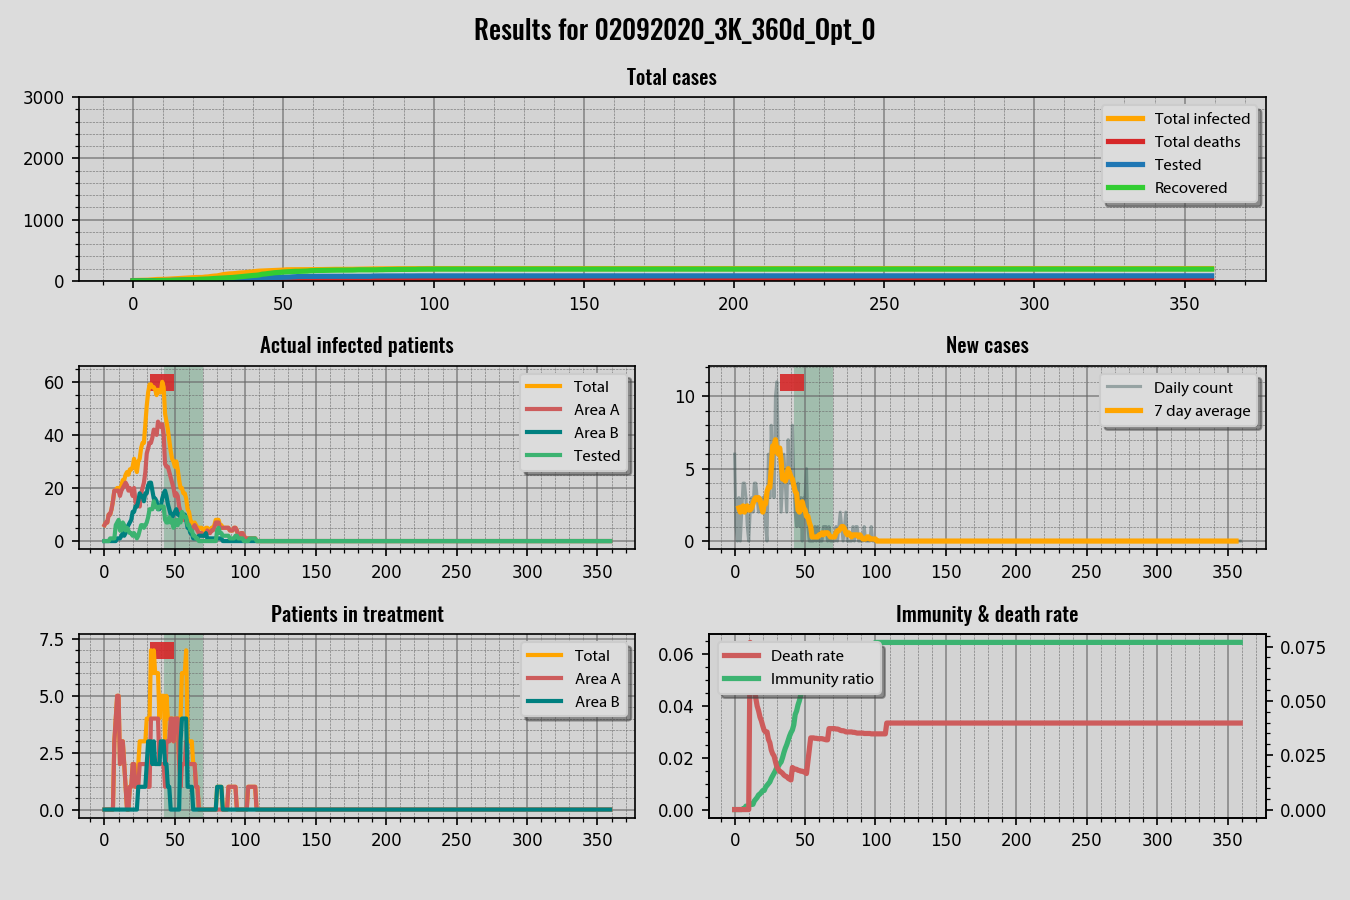 Results for 02092020_3K_360d_Opt_0
Total cases
3000
2000
1000
0
Total infected
Total deaths
Tested
Recovered
0 50 100 150 200 250 300 350
Actual infected patients
60
40
20
0
Total
Area A
Area B
Tested
0 50 100 150 200 250 300 350
New cases
10
5
0
Daily count
7 day average
0 50 100 150 200 250 300 350
Patients in treatment
7.5
5.0
2.5
0.0
Total
Area A
Area B
0 50 100 150 200 250 300 350
Immunity & death rate
0.06
0.04
0.02
0.00
Death rate
Immunity ratio
0.075
0.050
0.025
0.000
0 50 100 150 200 250 300 350